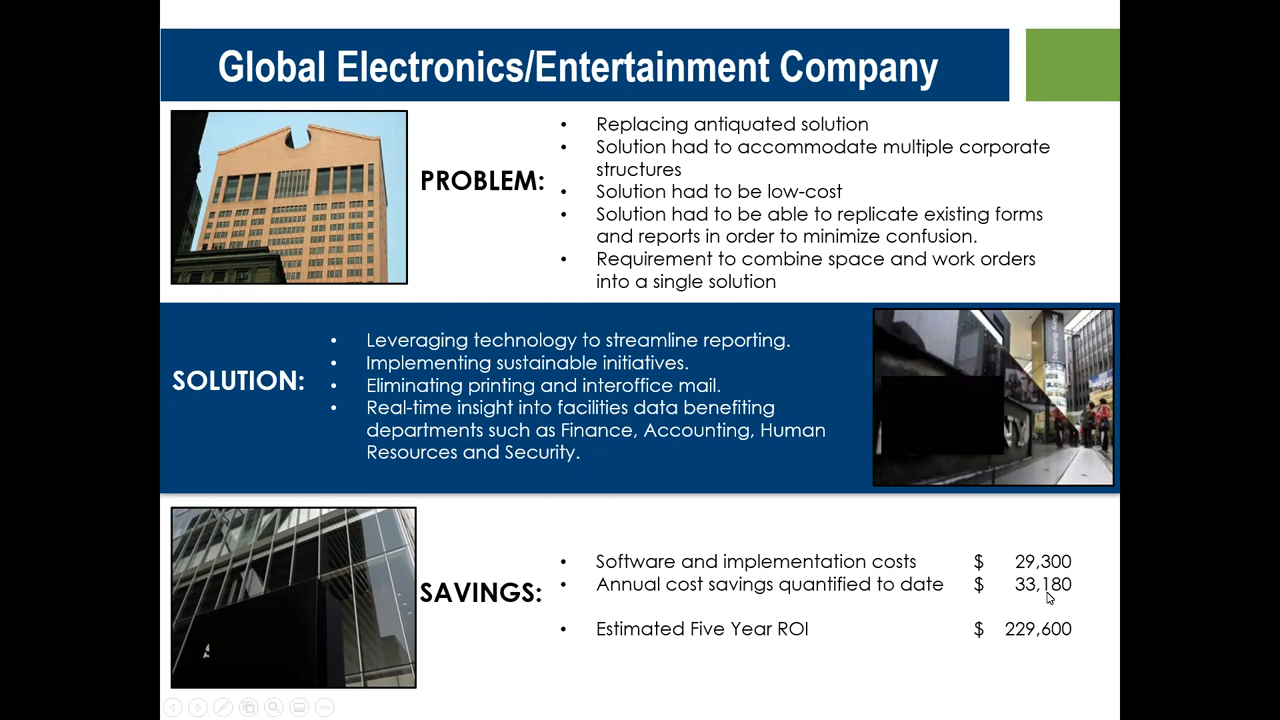 Global Electronics/Entertainment Company
PROBLEM:
• Replacing antiquated solution
• Solution had to accommodate multiple corporate
structures
• Solution had to be low-cost
• Solution had to be able to replicate existing forms
and reports in order to minimize confusion.
• Requirement to combine space and work orders
into a single solution
SOLUTION:
• Leveraging technology to streamline reporting.
• Implementing sustainable initiatives.
• Eliminating printing and interoffice mail.
• Real-time insight into facilities data benefiting
departments such as Finance, Accounting, Human
Resources and Security.
Sony Building
NY
SAVINGS:
• Software and implementation costs $ 29,300
• Annual cost savings quantified to date $ 33,180
• Estimated Five Year ROI $ 229,600